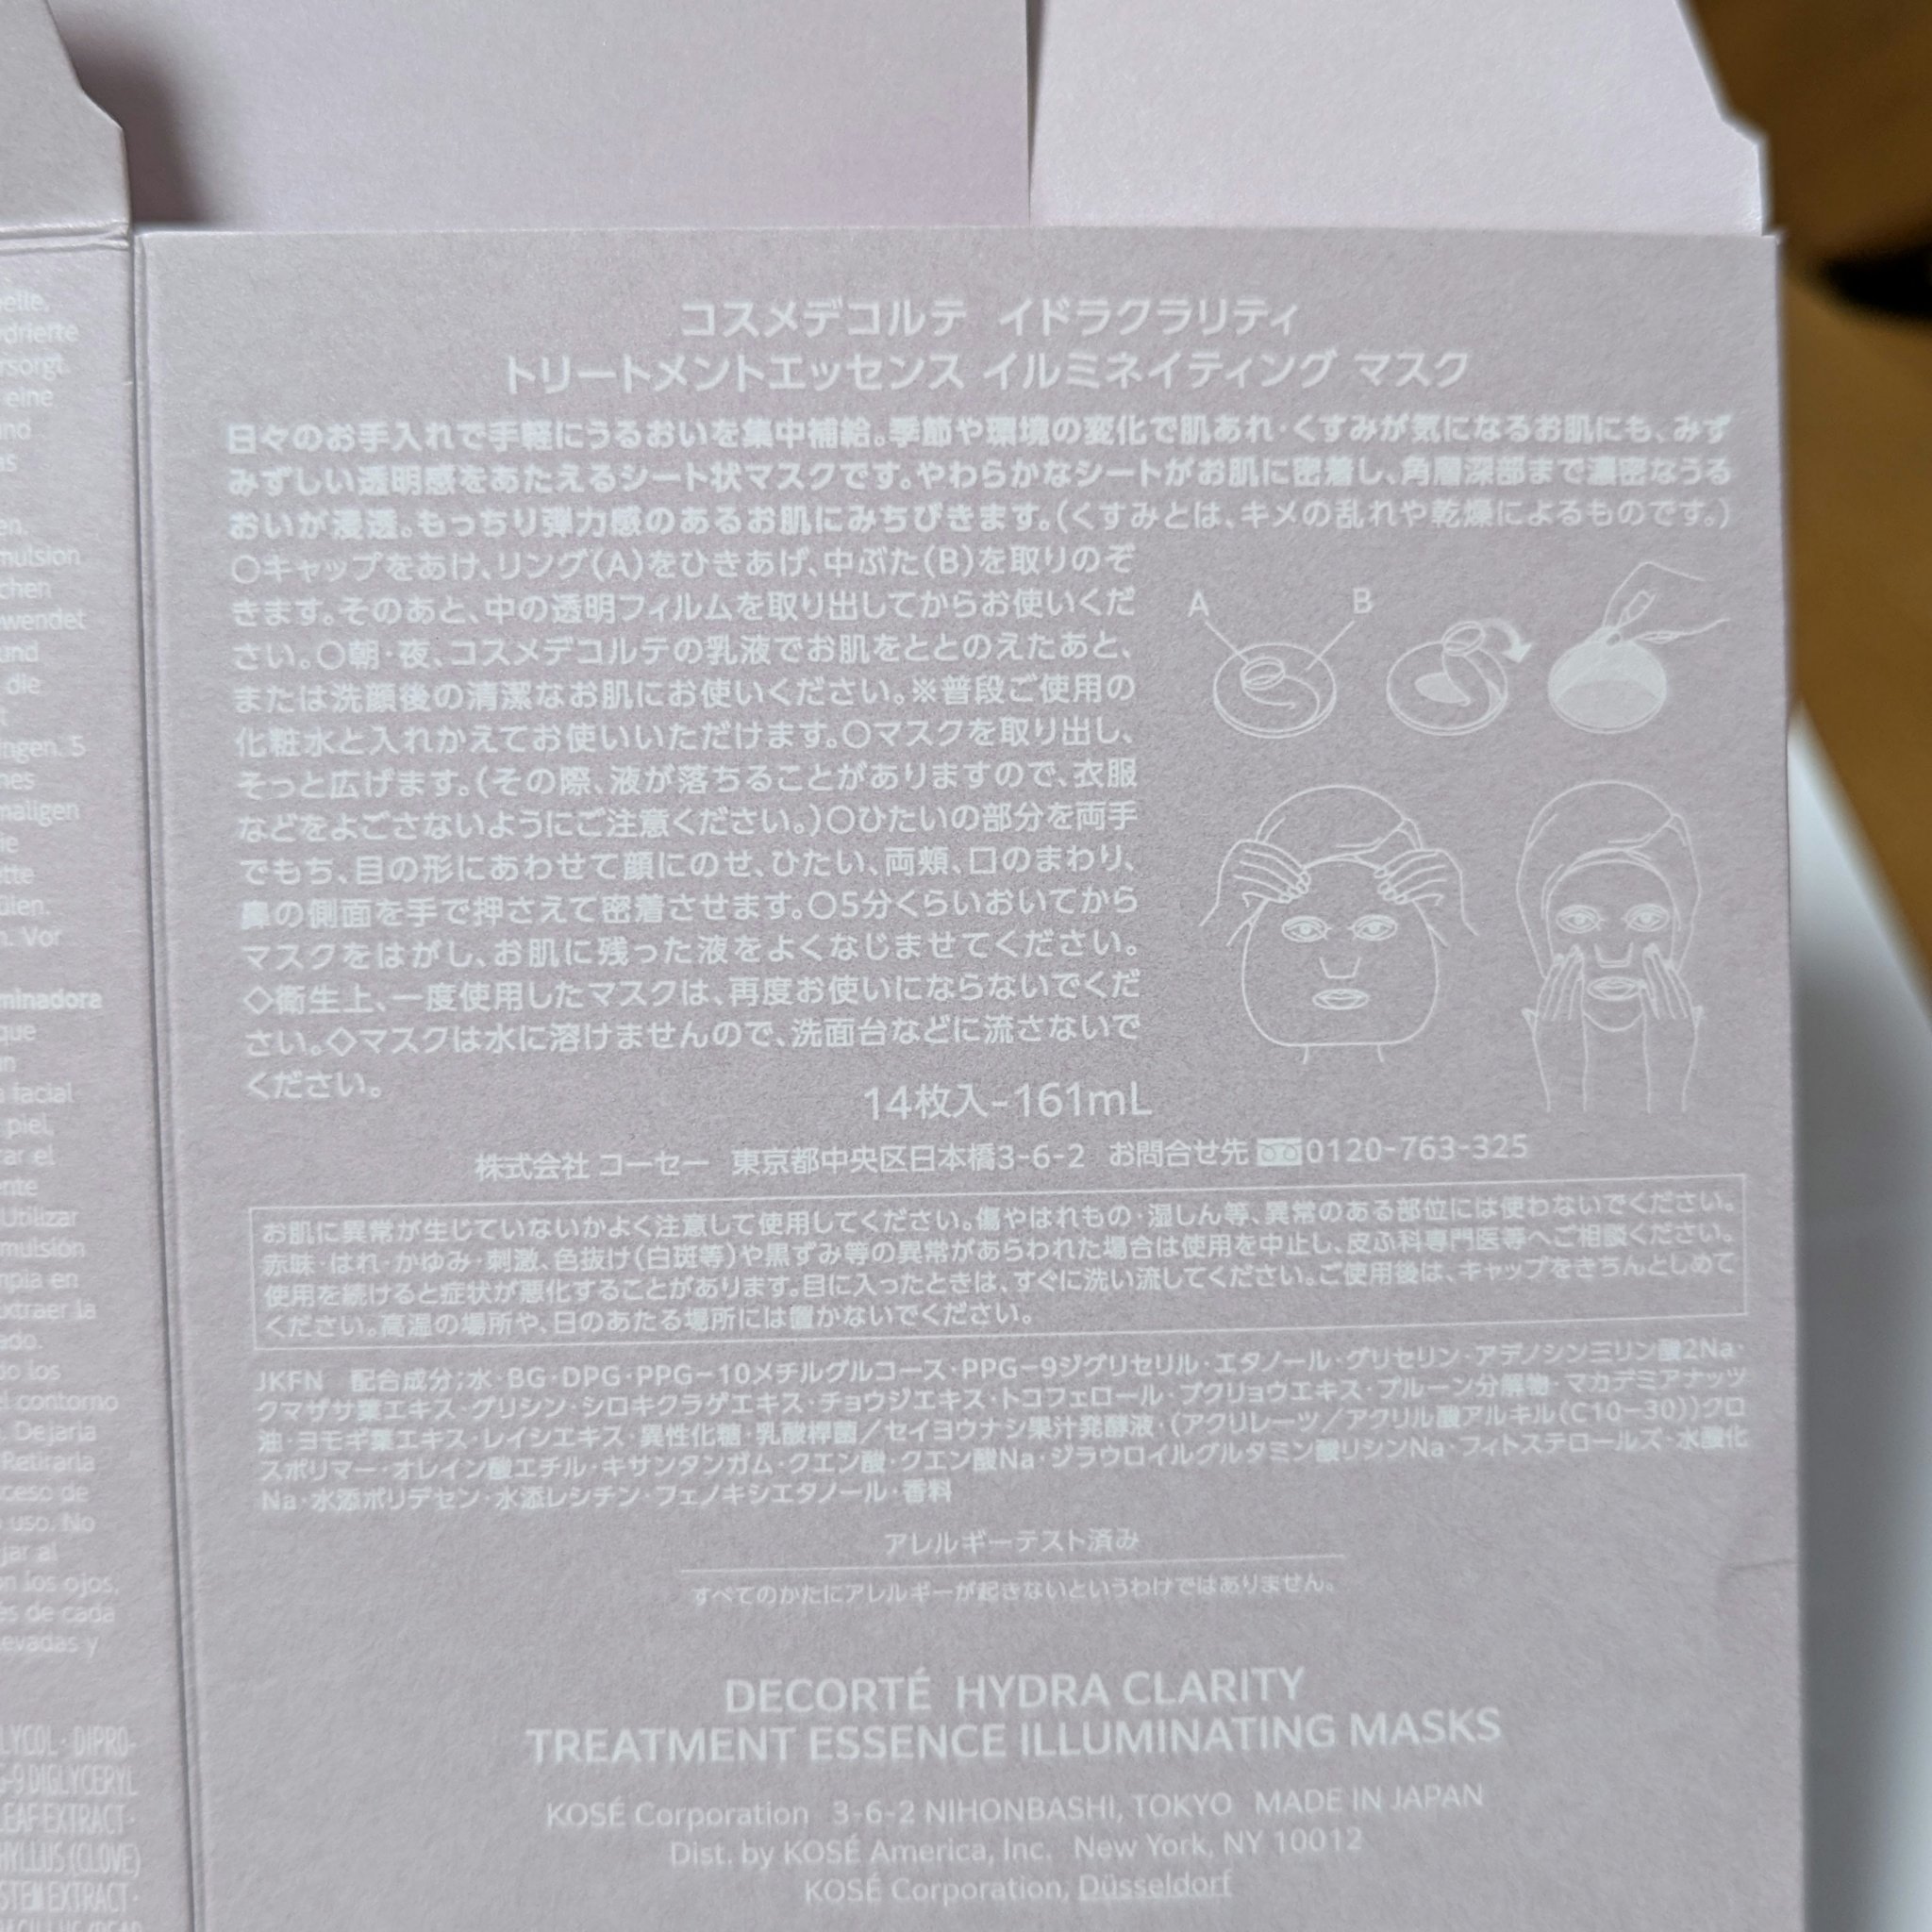 コスメデコルテ イドラクラリティ
トリートメントエッセンス イルミネイティング マスク
日々のお手入れで手軽にうるおいを集中補給。季節や環境の変化で肌あれ・くすみが気になるお肌にも、みず
みずしい透明感をあたえるシート状マスクです。やわらかなシートがお肌に密着し、角層深部まで濃密なうる
おいが浸透。もっちり弾力感のあるお肌にみちびきます。(くすみとは、キメの乱れや乾燥によるものです。)
○キャップをあけ、リング(A)をひきあげ、中ぶた(B)を取りのぞ
きます。そのあと、中の透明フィルムを取り出してからお使いくだ
さい。○朝・夜、コスメデコルテの乳液でお肌をととのえたあと、
または洗顔後の清潔なお肌にお使いください。※普段ご使用の
化粧水と入れかえてお使いいただけます。○マスクを取り出し、
そっと広げます。(その際、液が落ちることがありますので、衣服
などをよごさないようにご注意ください。)○ひたいの部分を両手
でもち、目の形にあわせて顔にのせ、ひたい、両頬、口のまわり、
鼻の側面を手で押さえて密着させます。○5分くらいおいてから
マスクをはがし、お肌に残った液をよくなじませてください。
◇衛生上、一度使用したマスクは、再度お使いにならないでくだ
さい。◇マスクは水に溶けませんので、洗面台などに流さないで
ください。
A B
14枚入-161mL
株式会社 コーセー 東京都中央区日本橋3-6-2 お問合せ先 0120-763-325
お肌に異常が生じていないかよく注意して使用してください。傷やはれもの・湿しん等、異常のある部位には使わないでください。
赤味・はれ・かゆみ・刺激、色抜け(白斑等)や黒ずみ等の異常があらわれた場合は使用を中止し、皮ふ科専門医等へご相談ください。
使用を続けると症状が悪化することがあります。目に入ったときは、すぐに洗い流してください。ご使用後は、キャップをきちんとしめて
ください。高温の場所や、日のあたる場所には置かないでください。
JKFN 配合成分；水・BG・DPG・PPG-10メチルグルコース・PPG-9ジグリセリル・エタノール・グリセリン・アデノシン三リン酸2Na・
クマザサ葉エキス・グリシン・シロキクラゲエキス・チョウジエキス・トコフェロール・ブクリョウエキス・プルーン分解物・マカデミアナッツ
油・ヨモギ葉エキス・レイシエキス・異性化糖・乳酸桿菌／セイヨウナシ果汁発酵液・(アクリレーツ／アクリル酸アルキル(C10-30))クロ
スポリマー・オレイン酸エチル・キサンタンガム・クエン酸・クエン酸Na・ジラウロイルグルタミン酸リシンNa・フィトステロールズ・水酸化
Na・水添ポリデセン・水添レシチン・フェノキシエタノール・香料
アレルギーテスト済み
すべてのかたにアレルギーが起きないというわけではありません。
DECORTÉ HYDRA CLARITY
TREATMENT ESSENCE ILLUMINATING MASKS
KOSÉ Corporation 3-6-2 NIHONBASHI, TOKYO MADE IN JAPAN
Dist. by KOSÉ America, Inc. New York, NY 10012
KOSÉ Corporation, Düsseldorf
eine
wendet
und
die
ngen. 5
maligen
Vor
que
facial
piel,
Utilizar
mulsión
en
la
los
contorno
Dejarla
Retirarla
de
uso. No
al
los ojos,
de cada
y
LYCOL・DIPRO-
-9 DIGLYCERYL
LEAF EXTRACT・
HYLLUS (CLOVE)
EXTRACT・